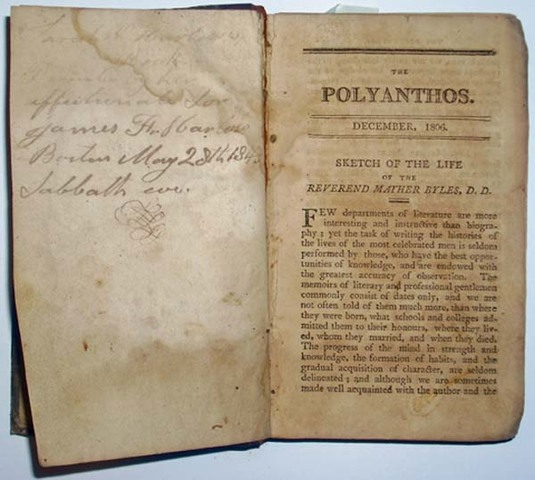 Book
affectionate Son
James H. Harlow
Boston May 28th 184
Sabbath eve.
THE
POLYANTHOS.
DECEMBER, 1806.
SKETCH OF THE LIFE
OF THE
REVEREND MATHER BYLES, D. D.
FEW departments of literature are more
interesting and instructive than biogra-
phy; yet the task of writing the histories of
the lives of the most celebrated men is seldom
performed by those, who have the best oppor-
tunities of knowledge, and are endowed with
the greatest accuracy of observation. The
memoirs of literary and professional gentlemen
commonly consist of dates only, and we are
not often told of them much more, than where
they were born, what schools and colleges ad-
mitted them to their honours, where they liv-
ed, whom they married, and when they died.
The progress of the mind in strength and
knowledge, the formation of habits, and the
gradual acquisition of character, are seldom
delineated; and although we are sometimes
made well acquainted with the author and the